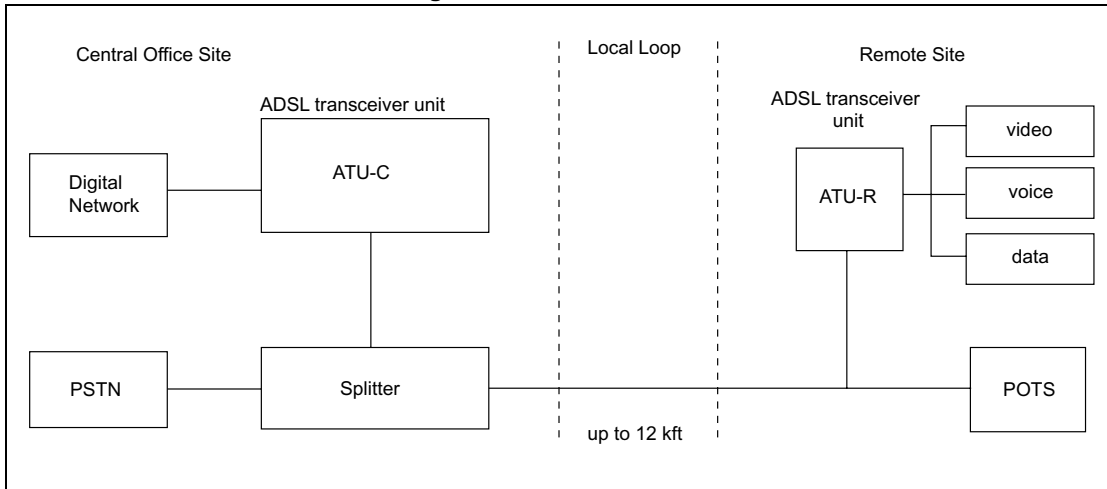 Central Office Site
Local Loop
Remote Site
ADSL transceiver unit
ADSL transceiver
unit
video
ATU-C
Digital
Network
ATU-R
voice
data
PSTN
Splitter
POTS
up to 12 kft